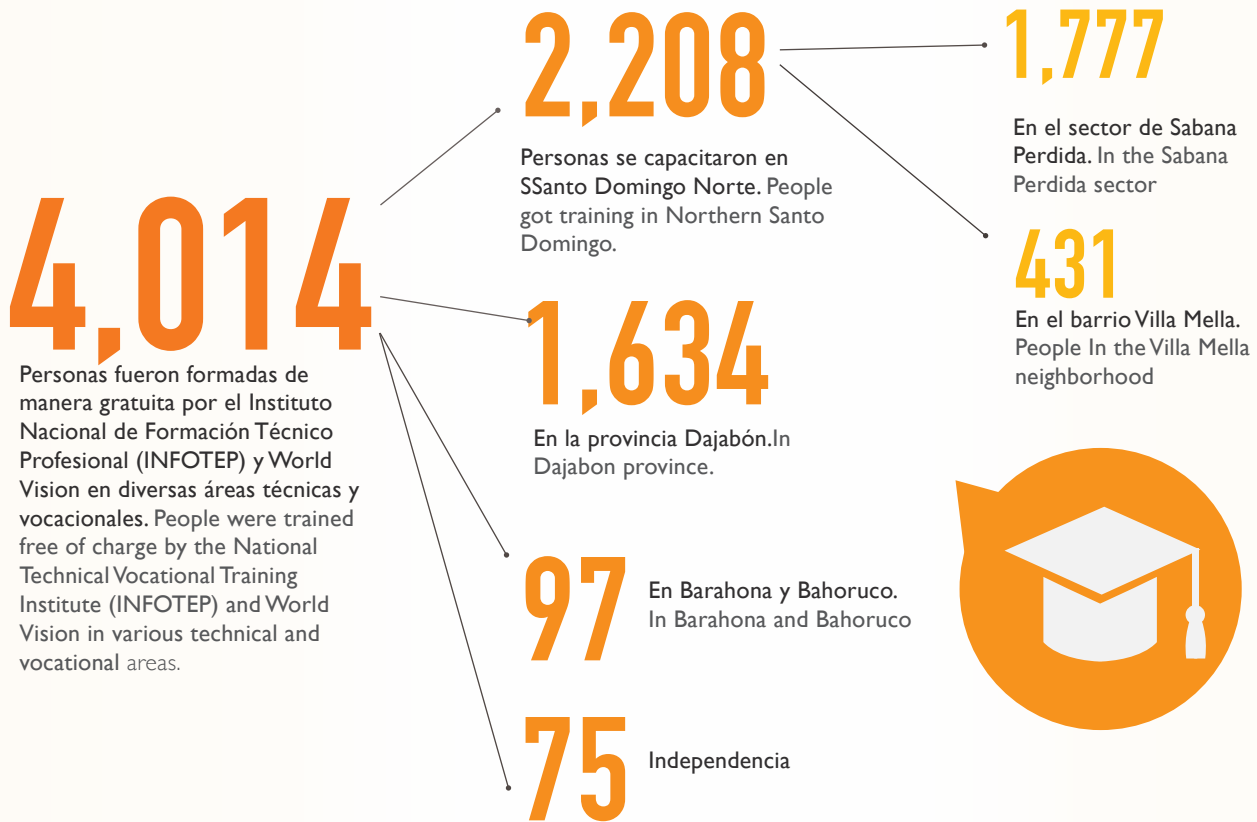 4,014
Personas fueron formadas de
manera gratuita por el Instituto
Nacional de Formación Técnico
Profesional (INFOTEP) y World
Vision en diversas áreas técnicas y
vocacionales. People were trained
free of charge by the National
Technical Vocational Training
Institute (INFOTEP) and World
Vision in various technical and
vocational areas.
2,208
Personas se capacitaron en
SSanto Domingo Norte. People
got training in Northern Santo
Domingo.
1,777
En el sector de Sabana
Perdida. In the Sabana
Perdida sector
431
En el barrio Villa Mella.
People In the Villa Mella
neighborhood
1,634
En la provincia Dajabón.In
Dajabon province.
97
En Barahona y Bahoruco.
In Barahona and Bahoruco
75
Independencia